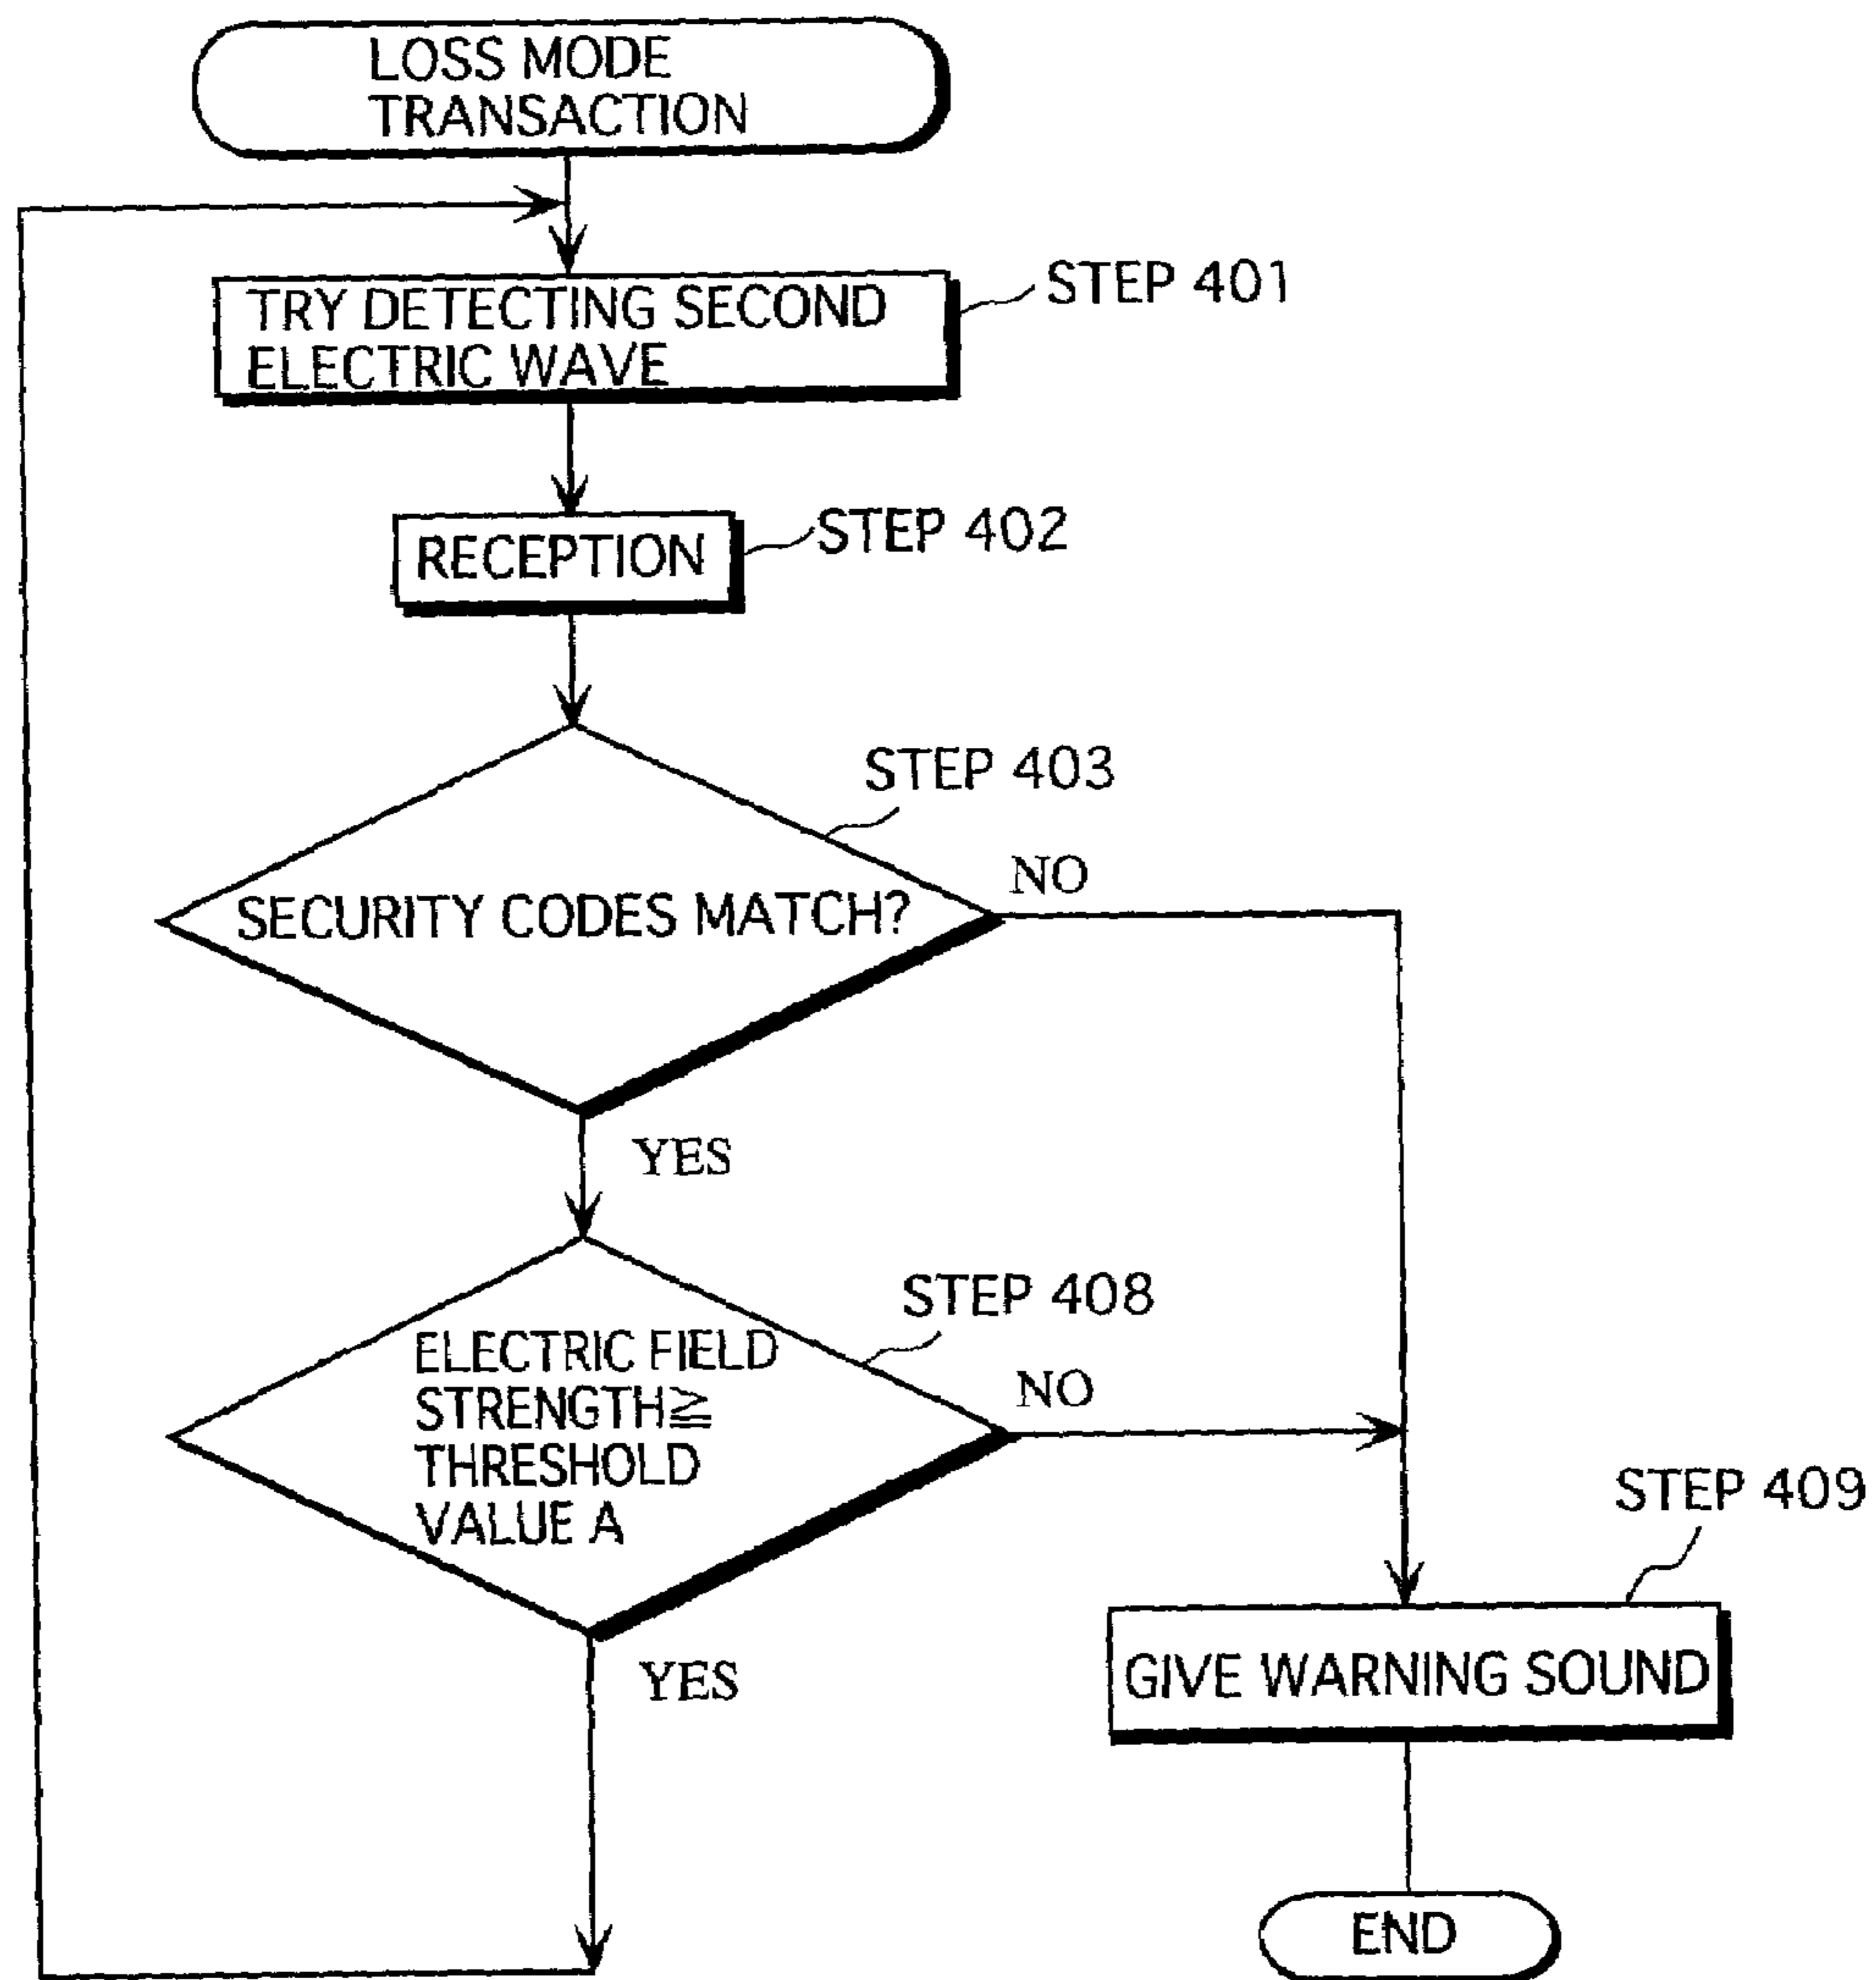 LOSS MODE
TRANSACTION
TRY DETECTING SECOND
ELECTRIC WAVE
STEP 401
RECEPTION
STEP 402
STEP 403
NO
SECURITY CODES MATCH?
YES
STEP 408
ELECTRIC FIELD
STRENGTH≧
THRESHOLD
VALUE A
NO
STEP 409
YES
GIVE WARNING SOUND
END